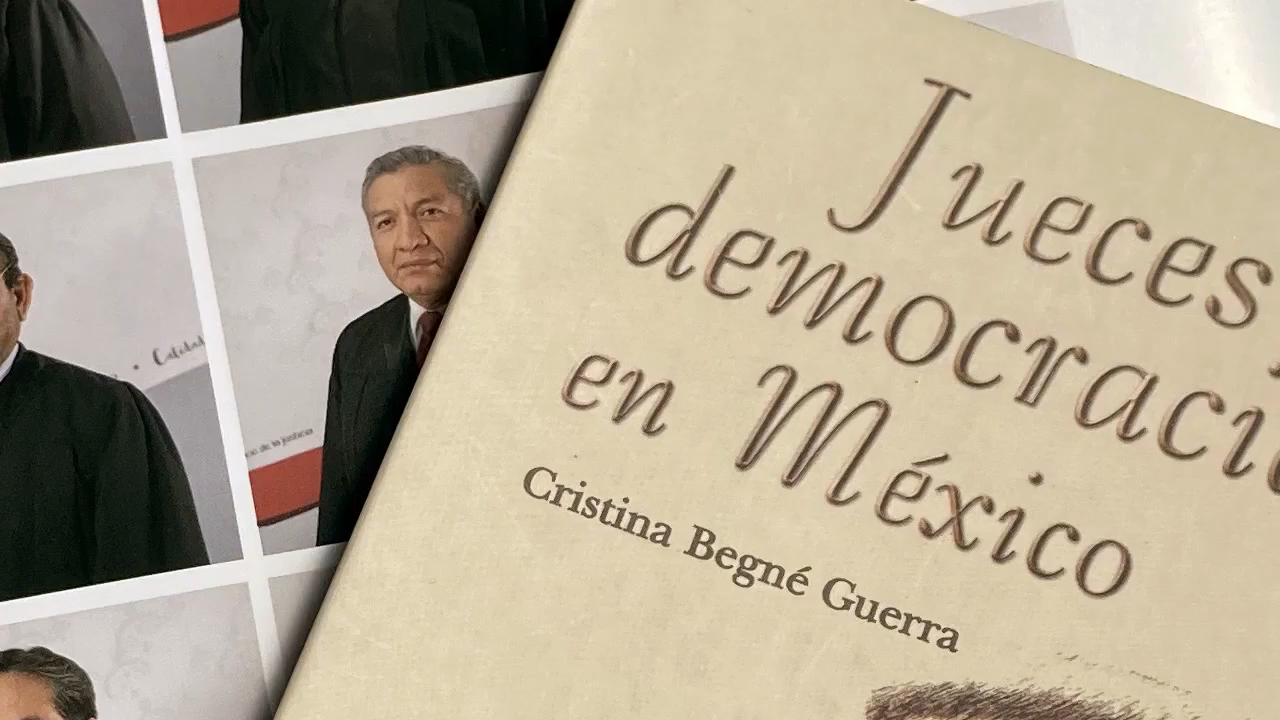 Jueces
democraci
en México
Cristina Begné Guerra
de la justicia